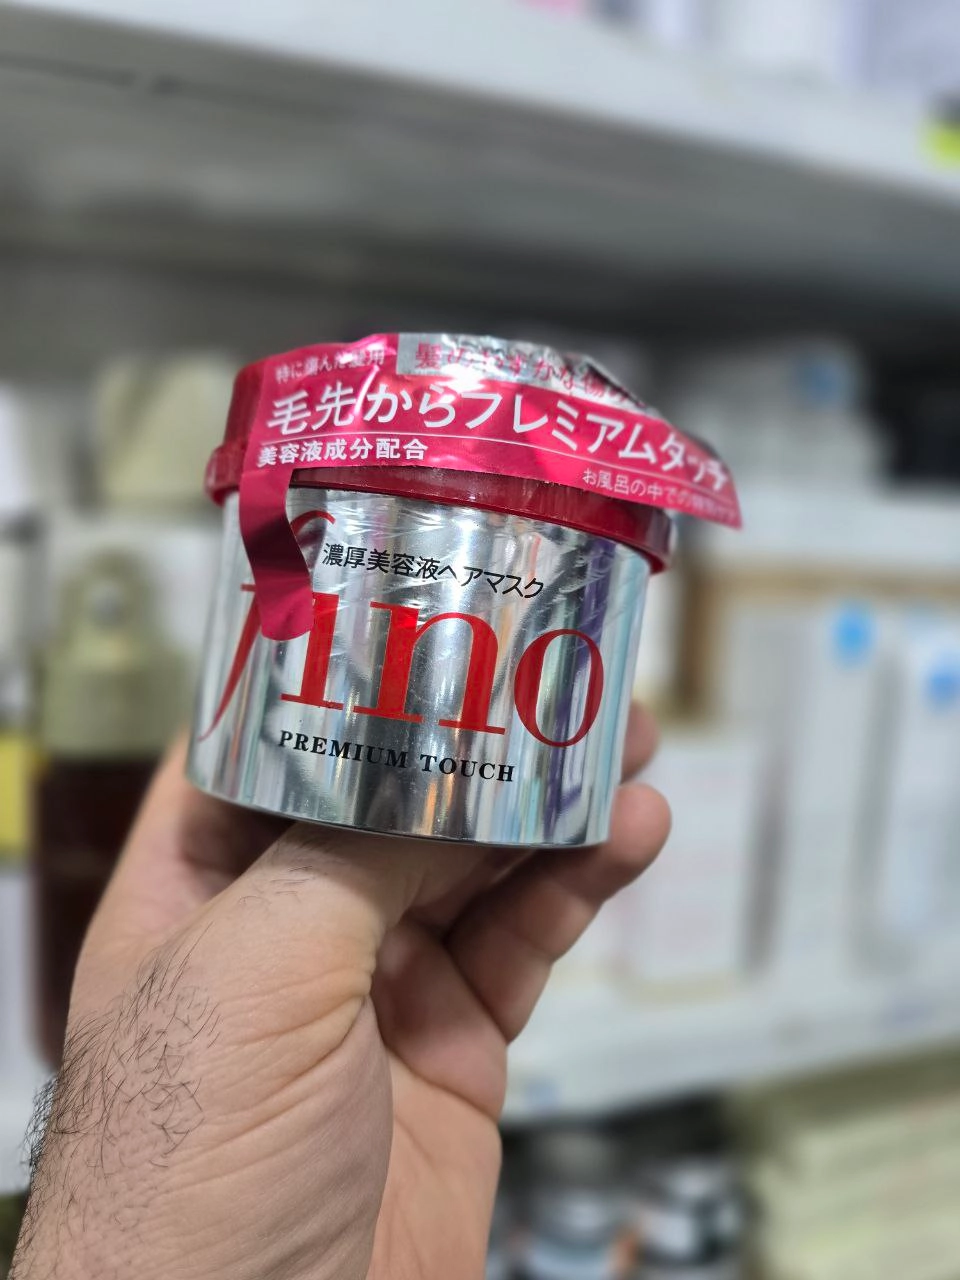 特に傷んだ髪用
毛先からプレミアムタッチ
美容液成分配合
お風呂の中での
濃厚美容液ヘアマスク
fino
PREMIUM TOUCH